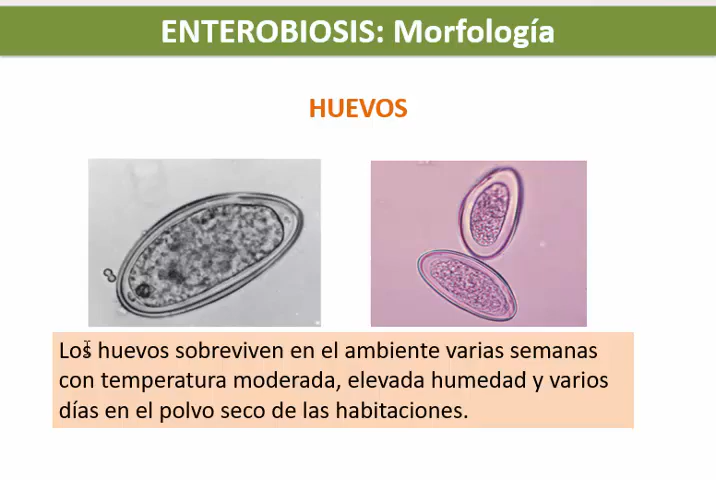 ENTEROBIOSIS: Morfología
HUEVOS
Los huevos sobreviven en el ambiente varias semanas
con temperatura moderada, elevada humedad y varios
días en el polvo seco de las habitaciones.